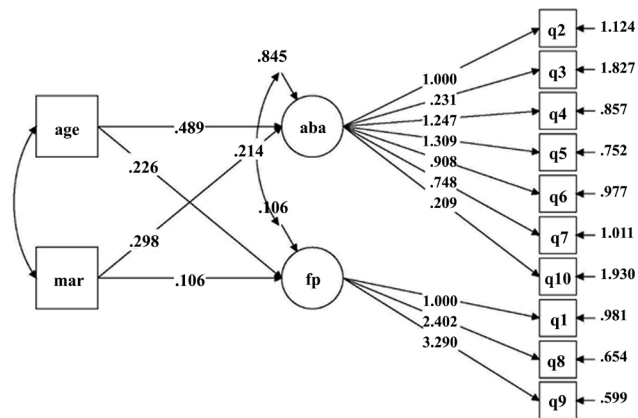 q2 1.124
.845
q3 1.827
1.000
.231
age
.489
aba
1.247
q4 .857
1.309
q5 .752
.214
.226
.908
.748
q6 .977
.209
.106
q7 1.011
.298
mar
.106
fp
q10 1.930
1.000
q1 .981
2.402
3.290
q8 .654
q9 .599